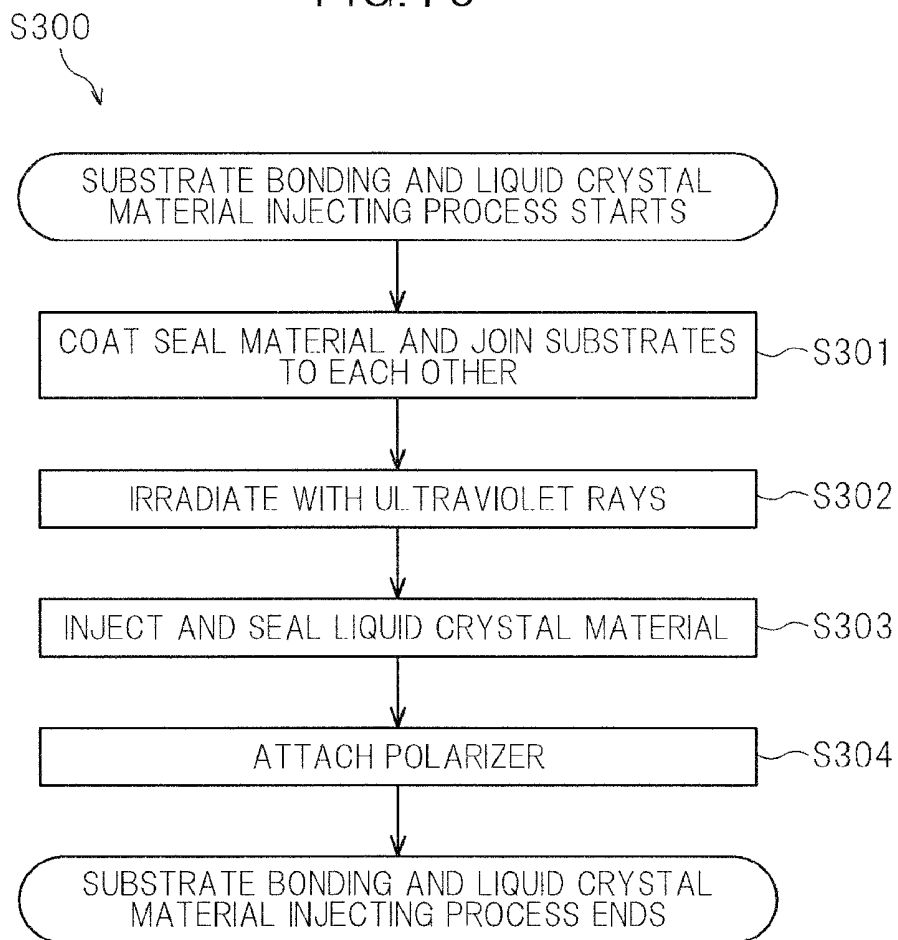 S300
SUBSTRATE BONDING AND LIQUID CRYSTAL
MATERIAL INJECTING PROCESS STARTS
COAT SEAL MATERIAL AND JOIN SUBSTRATES
TO EACH OTHER
S301
IRRADIATE WITH ULTRAVIOLET RAYS
S302
INJECT AND SEAL LIQUID CRYSTAL MATERIAL
S303
ATTACH POLARIZER
S304
SUBSTRATE BONDING AND LIQUID CRYSTAL
MATERIAL INJECTING PROCESS ENDS